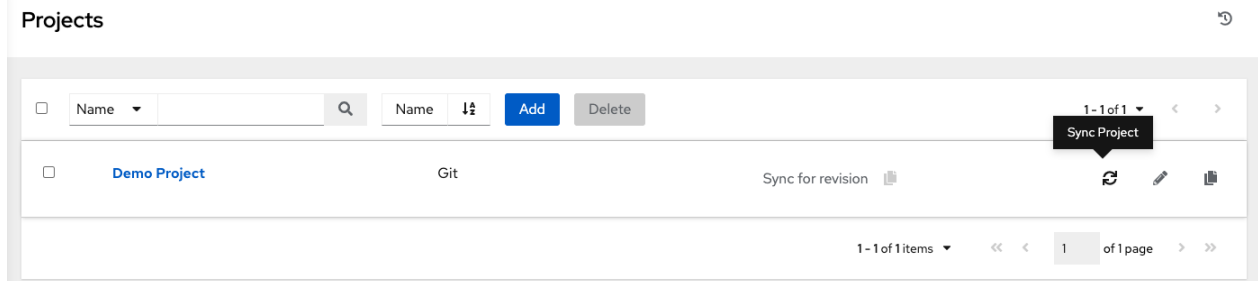 Projects
Name
Name
Add
Delete
1 - 1 of 1
Sync Project
Demo Project
Git
Sync for revision
1 - 1 of 1 items
1
of 1 page